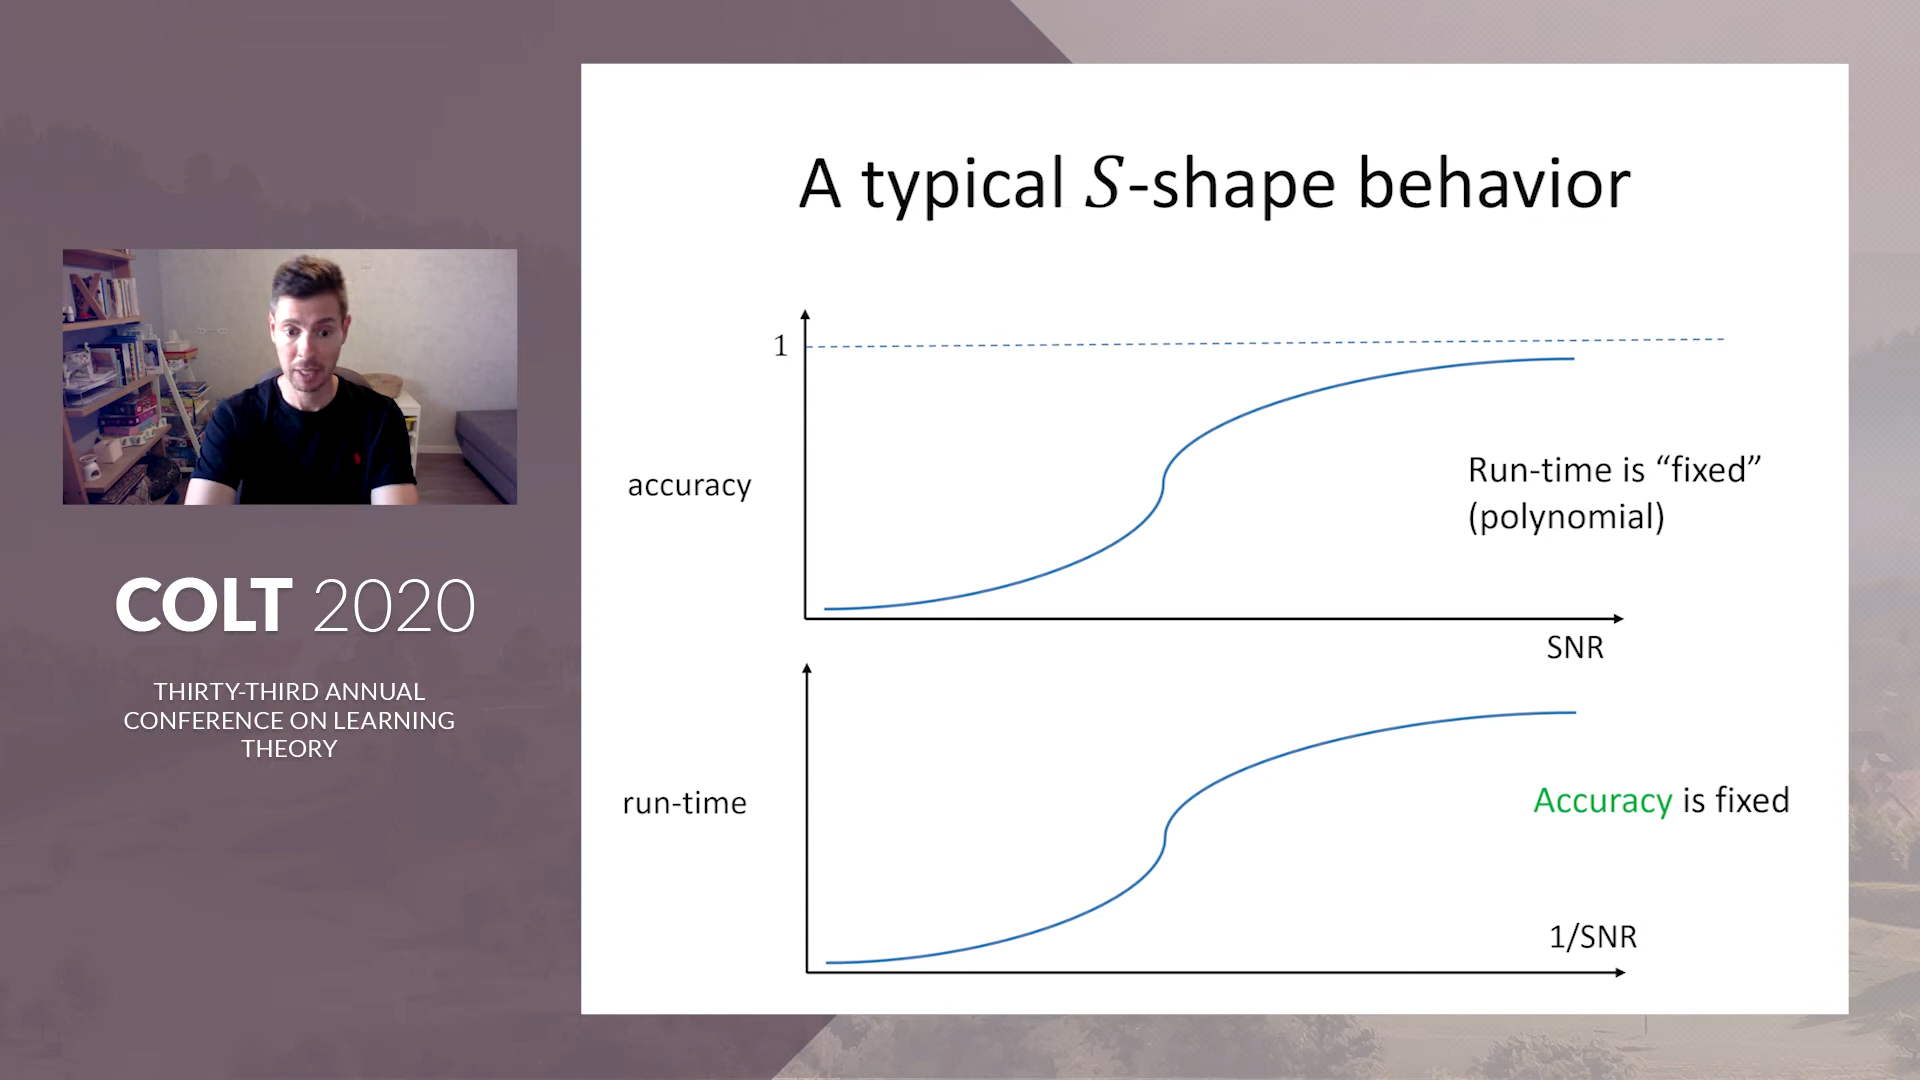 A typical S-shape behavior
1
accuracy
Run-time is “fixed”
(polynomial)
SNR
run-time
Accuracy is fixed
1/SNR
COLT 2020
THIRTY-THIRD ANNUAL
CONFERENCE ON LEARNING
THEORY